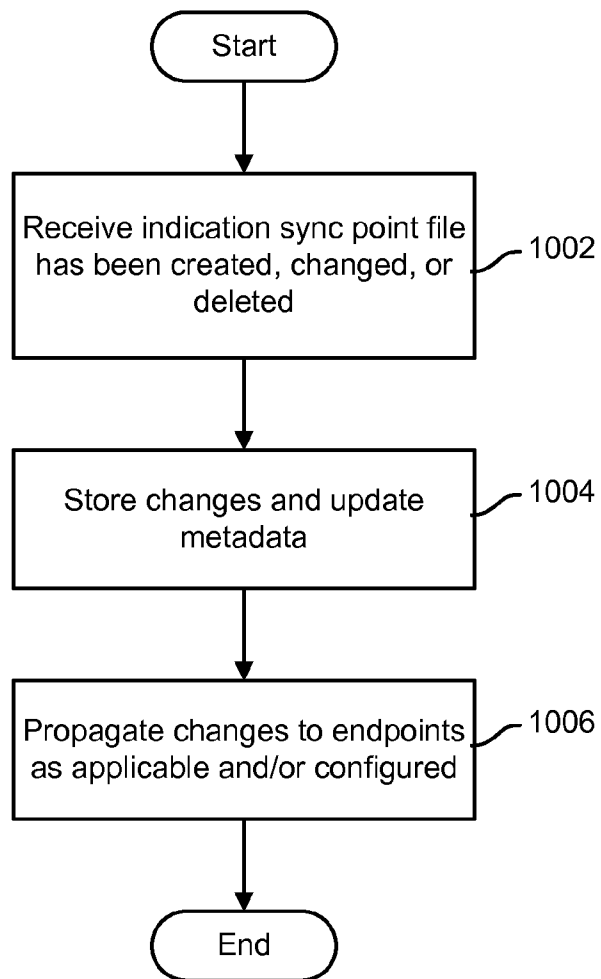 Start
Receive indication sync point file
has been created, changed, or
deleted
1002
Store changes and update
metadata
1004
Propagate changes to endpoints
as applicable and/or configured
1006
End